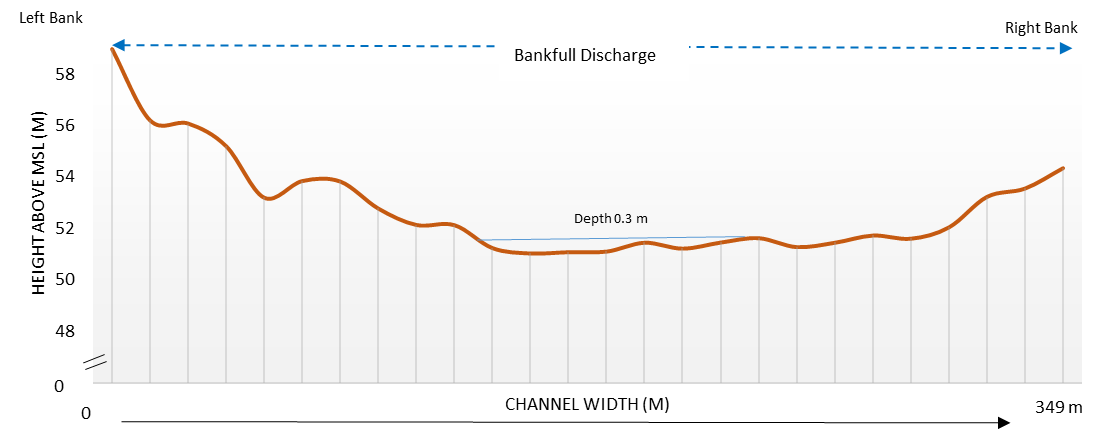 Left Bank
Right Bank
Bankfull Discharge
58
56
54
52
50
48
0
HEIGHT ABOVE MSL (M)
Depth 0.3 m
0
CHANNEL WIDTH (M)
349 m